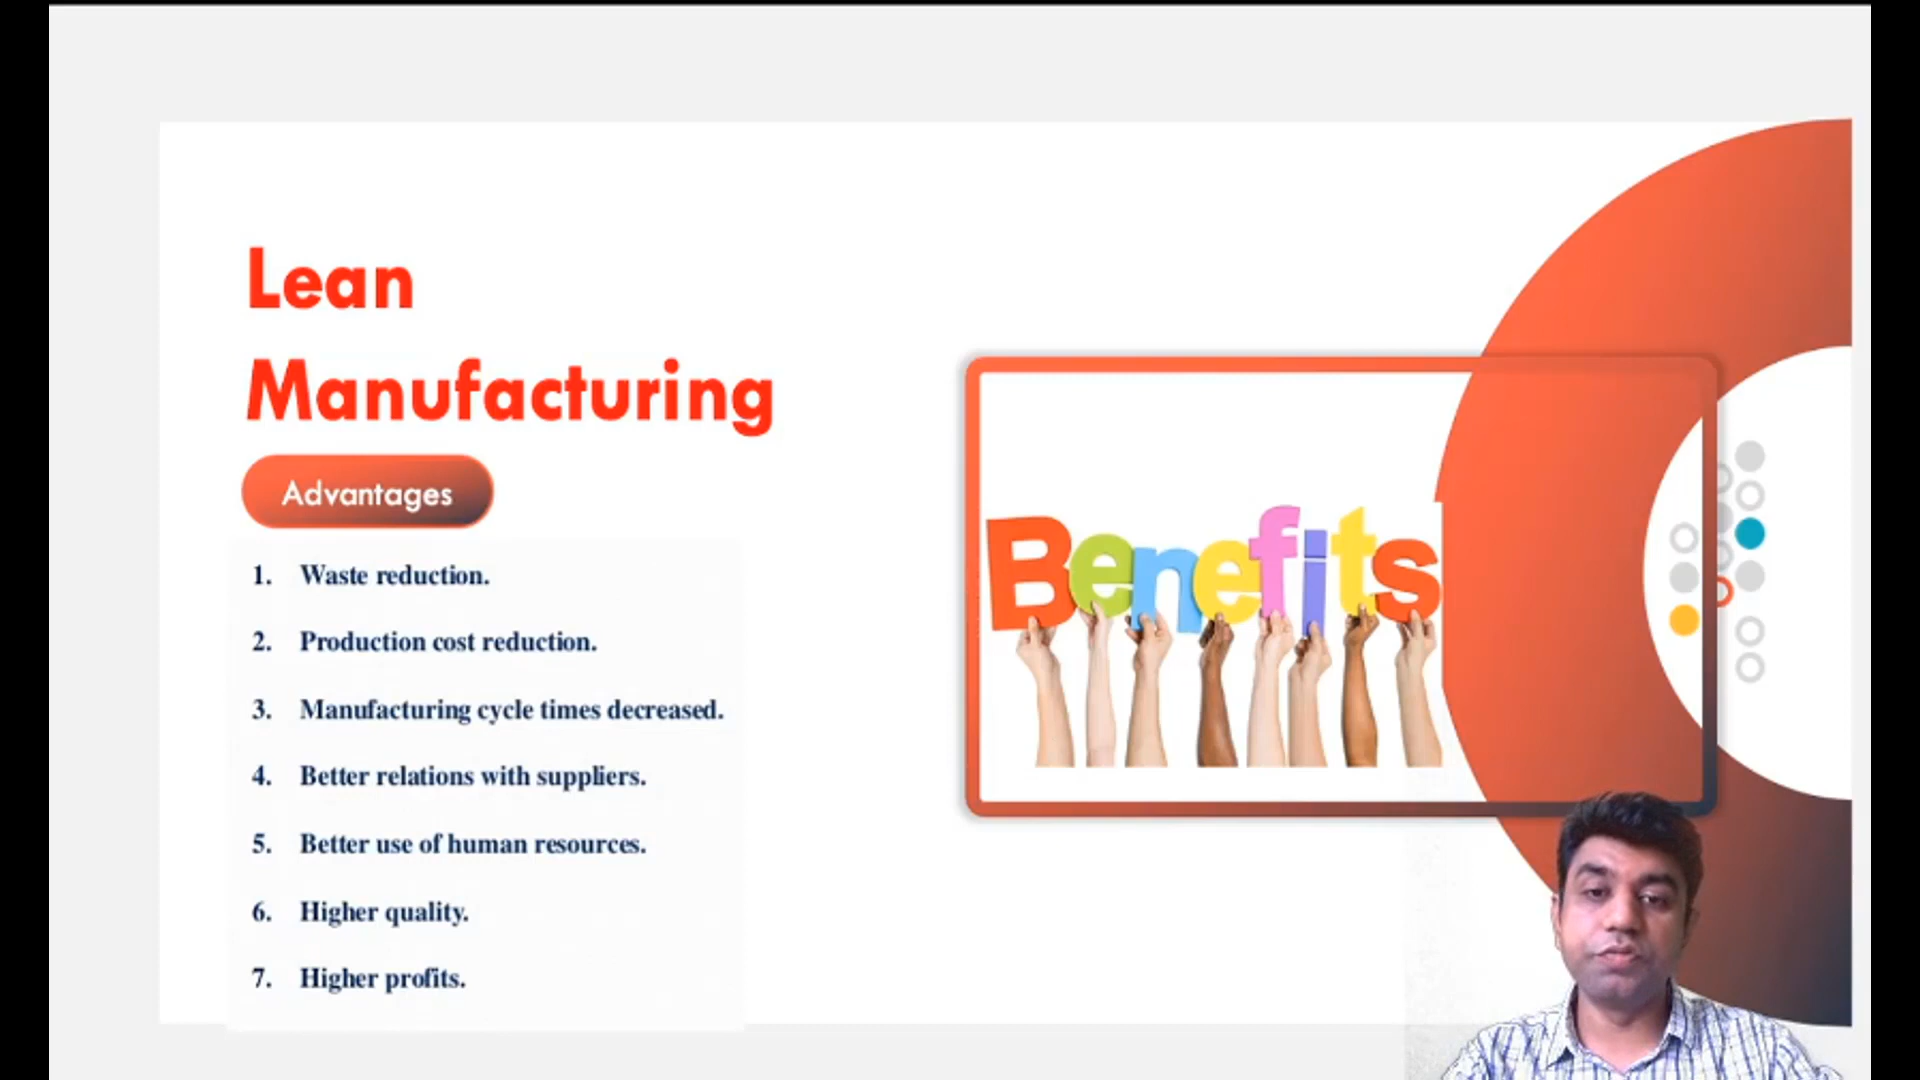 Lean
Manufacturing
Advantages
1. Waste reduction.
2. Production cost reduction.
3. Manufacturing cycle times decreased.
4. Better relations with suppliers.
5. Better use of human resources.
6. Higher quality.
7. Higher profits.
Benefits